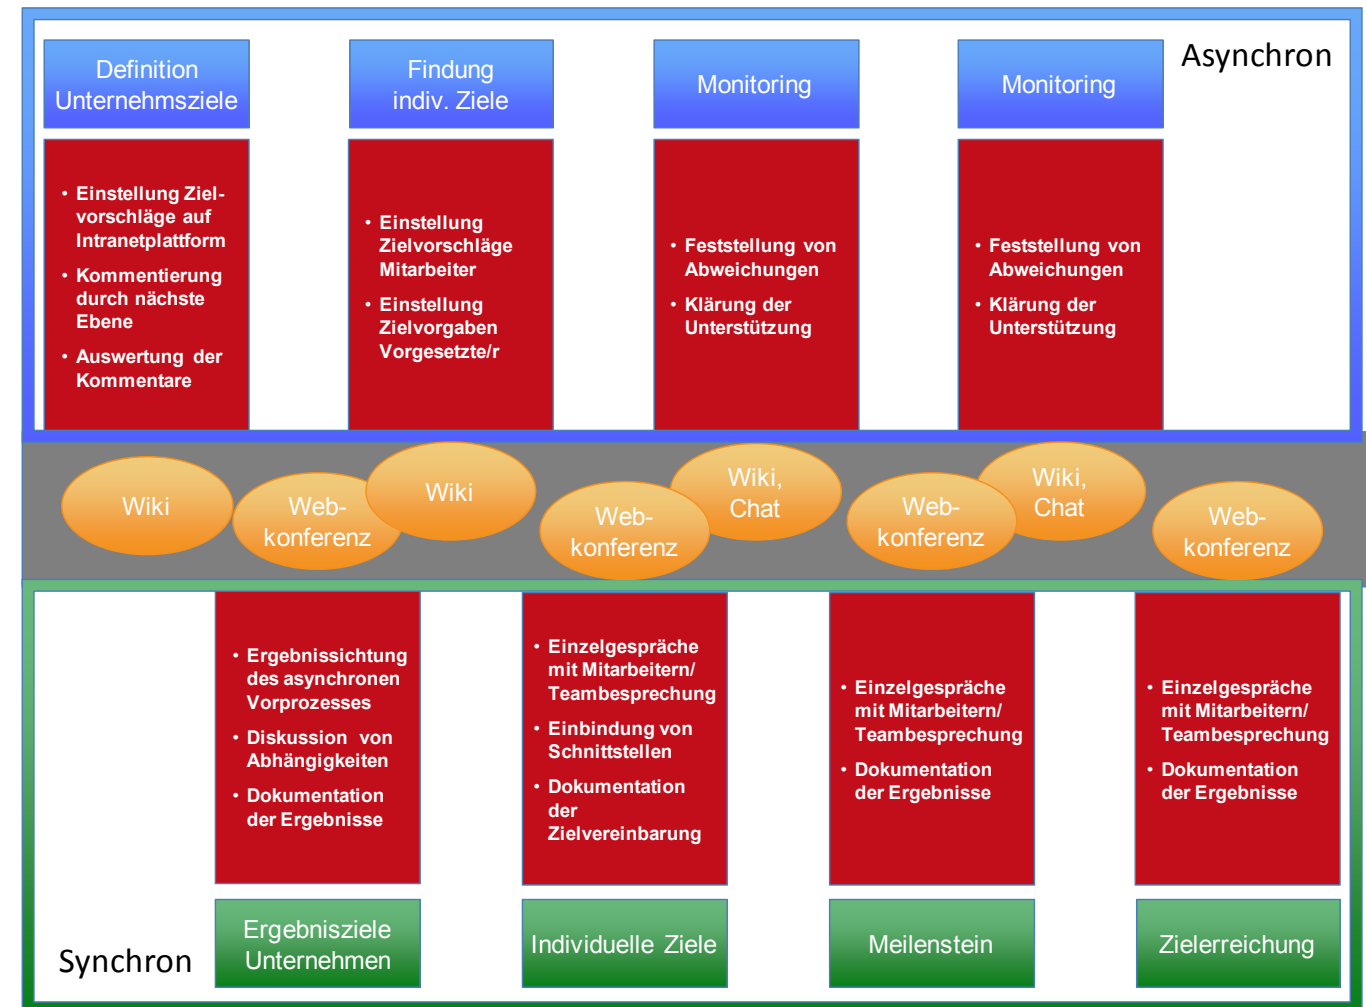 Asynchron
Definition
Unternehmsziele
• Einstellung Ziel-
vorschläge auf
Intranetplattform
• Kommentierung
durch nächste
Ebene
• Auswertung der
Kommentare
Findung
indiv. Ziele
• Einstellung
Zielvorschläge
Mitarbeiter
• Einstellung
Zielvorgaben
Vorgesetzte/r
Monitoring
• Feststellung von
Abweichungen
• Klärung der
Unterstützung
Monitoring
• Feststellung von
Abweichungen
• Klärung der
Unterstützung
Wiki
Web-
konferenz
Wiki
Web-
konferenz
Wiki,
Chat
Web-
konferenz
Wiki,
Chat
Web-
konferenz
• Ergebnissichtung
des asynchronen
Vorprozesses
• Diskussion von
Abhängigkeiten
• Dokumentation
der Ergebnisse
Ergebnisziele
Unternehmen
• Einzelgespräche
mit Mitarbeitern/
Teambesprechung
• Einbindung von
Schnittstellen
• Dokumentation
der
Zielvereinbarung
Individuelle Ziele
• Einzelgespräche
mit Mitarbeitern/
Teambesprechung
• Dokumentation
der Ergebnisse
Meilenstein
• Einzelgespräche
mit Mitarbeitern/
Teambesprechung
• Dokumentation
der Ergebnisse
Zielerreichung
Synchron